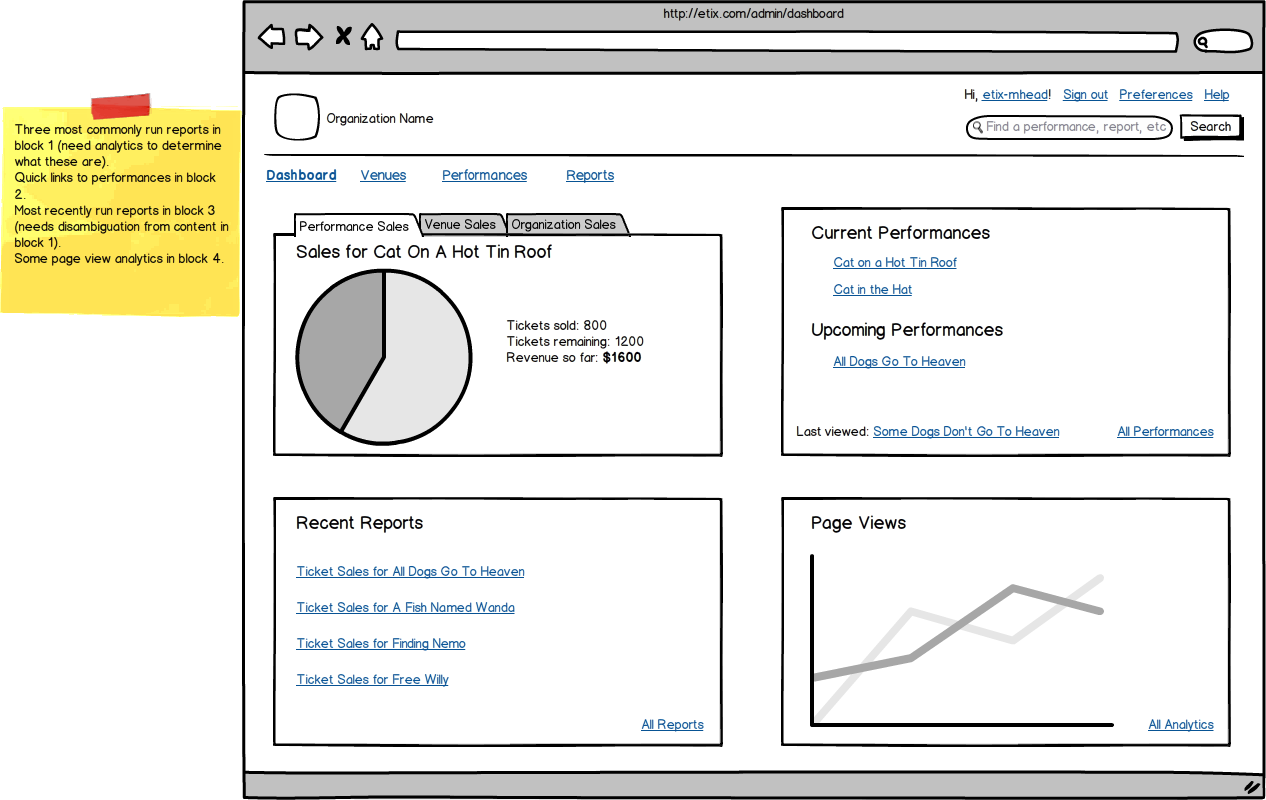 http://etix.com/admin/dashboard
Three most commonly run reports in
block 1 (need analytics to determine
what these are).
Quick links to performances in block
2.
Most recently run reports in block 3
(needs disambiguation from content in
block 1).
Some page view analytics in block 4.
Organization Name
Hi, etix-mhead! Sign out Preferences Help
Find a performance, report, etc
Search
Dashboard Venues Performances Reports
Performance Sales Venue Sales Organization Sales
Sales for Cat On A Hot Tin Roof
Tickets sold: 800
Tickets remaining: 1200
Revenue so far: $1600
Current Performances
Cat on a Hot Tin Roof
Cat in the Hat
Upcoming Performances
All Dogs Go To Heaven
Last viewed: Some Dogs Don't Go To Heaven All Performances
Recent Reports
Ticket Sales for All Dogs Go To Heaven
Ticket Sales for A Fish Named Wanda
Ticket Sales for Finding Nemo
Ticket Sales for Free Willy
All Reports
Page Views
All Analytics